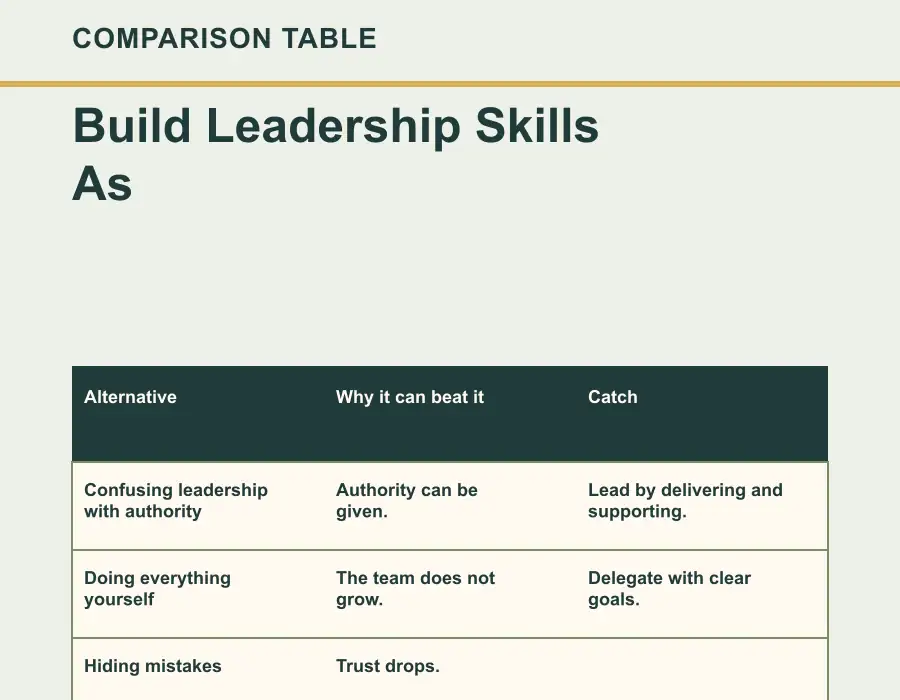 COMPARISON TABLE
Build Leadership Skills
As
Alternative
Why it can beat it
Catch
Confusing leadership
with authority
Authority can be
given.
Lead by delivering and
supporting.
Doing everything
yourself
The team does not
grow.
Delegate with clear
goals.
Hiding mistakes
Trust drops.